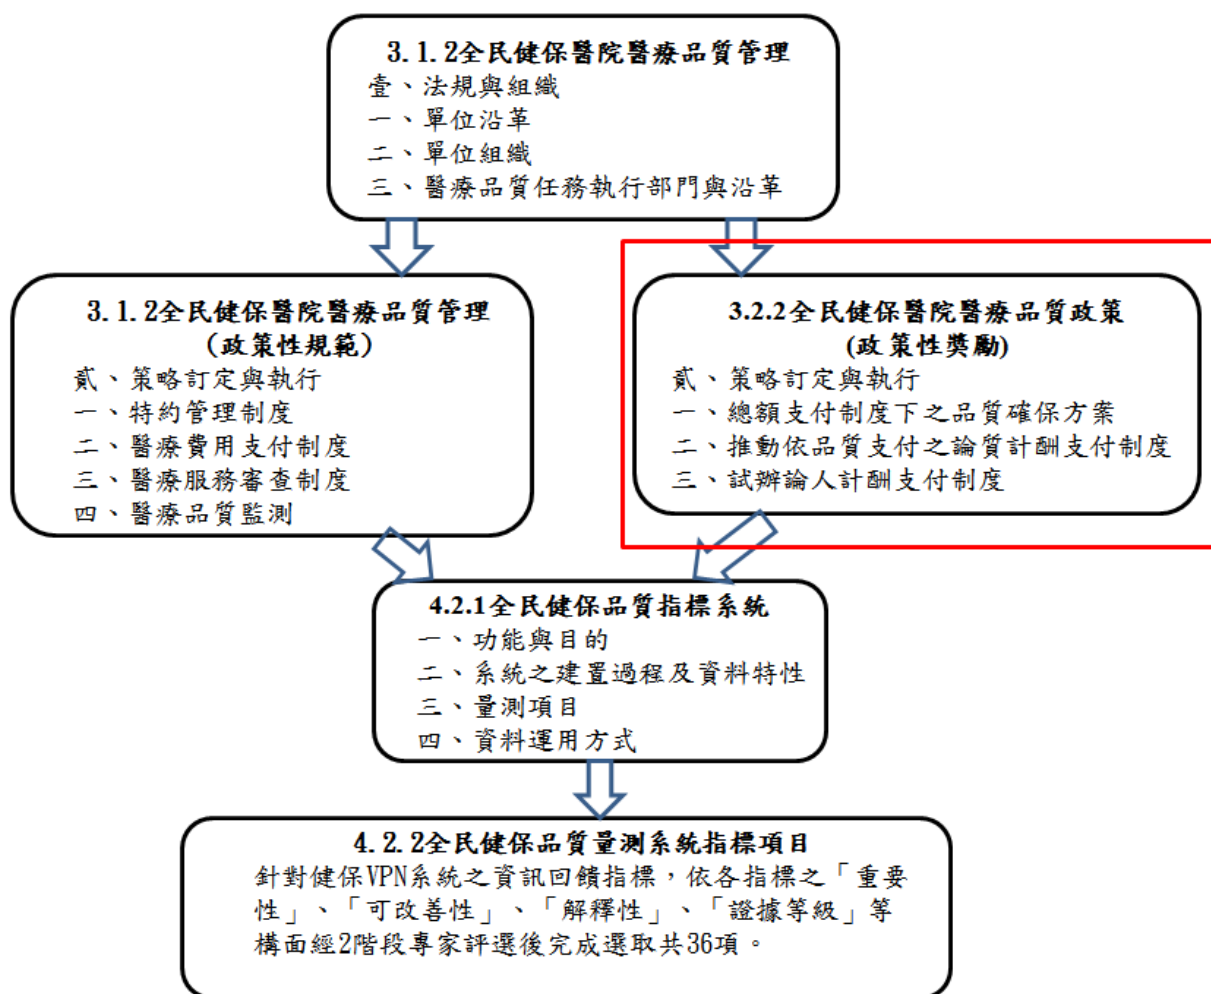 3.1.2全民健保醫院醫療品質管理
壹、法規與組織
一、單位沿革
二、單位組織
三、醫療品質任務執行部門與沿革
3.1.2全民健保醫院醫療品質管理
（政策性規範）
貳、策略訂定與執行
一、特約管理制度
二、醫療費用支付制度
三、醫療服務審查制度
四、醫療品質監測
3.2.2全民健保醫院醫療品質政策
(政策性獎勵)
貳、策略訂定與執行
一、總額支付制度下之品質確保方案
二、推動依品質支付之論質計酬支付制度
三、試辦論人計酬支付制度
4.2.1全民健保品質指標系統
一、功能與目的
二、系統之建置過程及資料特性
三、量測項目
四、資料運用方式
4.2.2全民健保品質量測系統指標項目
針對健保VPN系統之資訊回饋指標，依各指標之「重要
性」、「可改善性」、「解釋性」、「證據等級」等
構面經2階段專家評選後完成選取共36項。